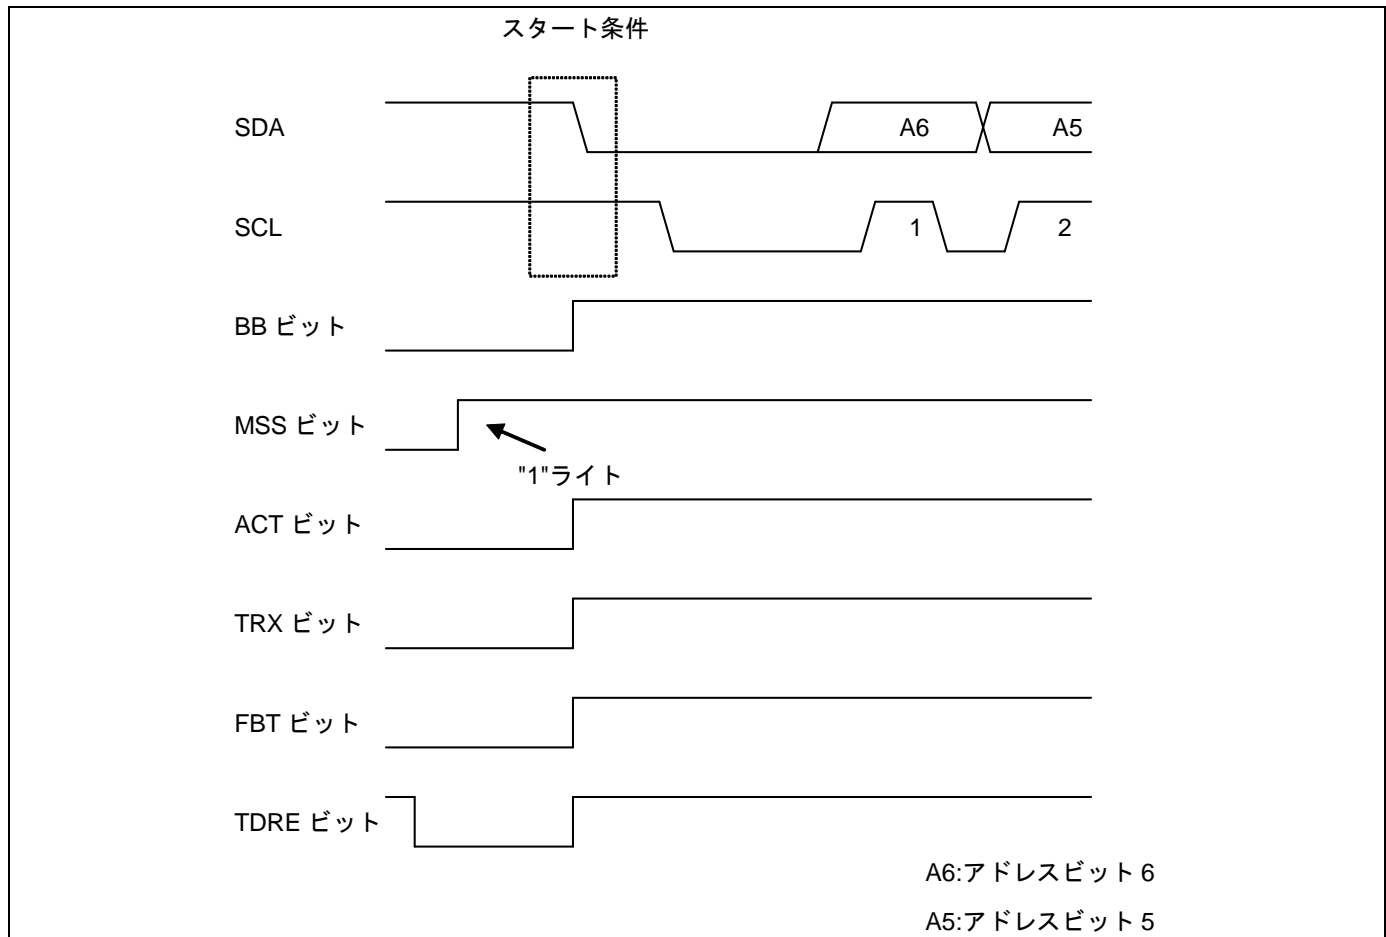 スタート条件
SDA
A6
A5
SCL
1
2
BB ビット
MSS ビット
"1"ライト
ACT ビット
TRX ビット
FBT ビット
TDRE ビット
A6:アドレスビット 6
A5:アドレスビット 5